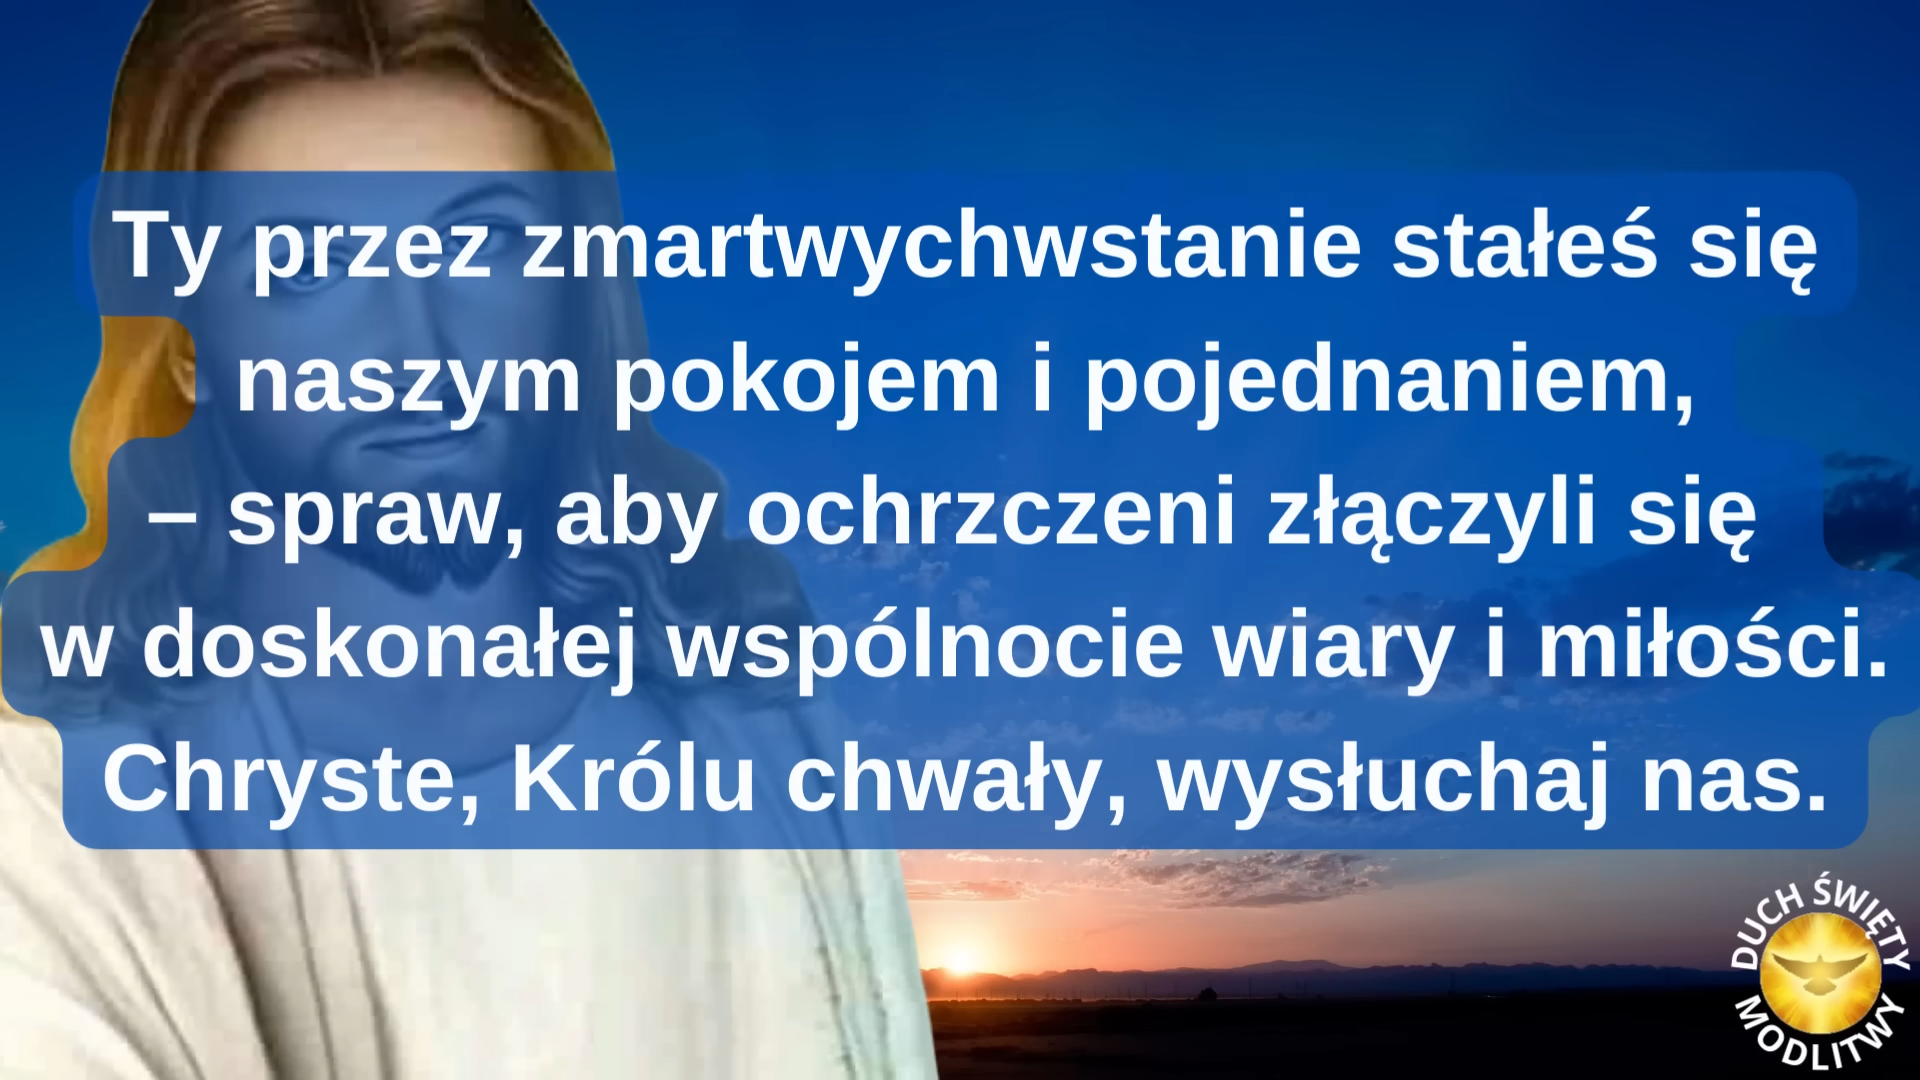 Ty przez zmartwychwstanie stałeś się
naszym pokojem i pojednaniem,
– spraw, aby ochrzczeni złączyli się
w doskonałej wspólnocie wiary i miłości.
Chryste, Królu chwały, wysłuchaj nas.
DUCH ŚWIĘTY
MODLITWY